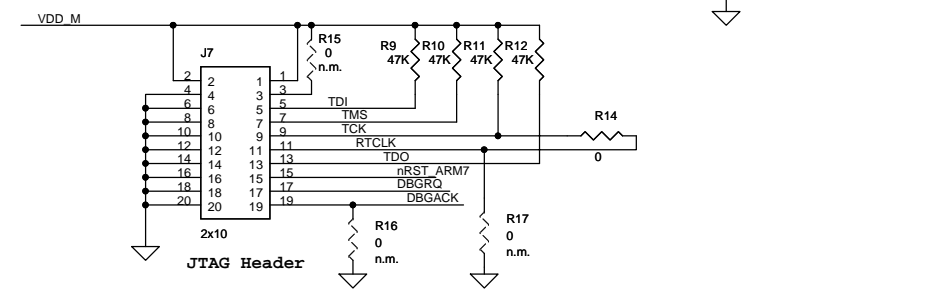 VDD_M
J7
R15
0
n.m.
R9 R10 R11 R12
47K 47K 47K 47K
2 2 1 1
4 4 3 3
6 6 5 5 TDI
8 8 7 7 TMS
10 10 9 9 TCK
12 12 11 11 RTCLK
14 14 13 13 TDO
16 16 15 15 nRST_ARM7
18 18 17 17 DBGRQ
20 20 19 19 DBGACK
R14
0
2x10
R16
0
n.m.
R17
0
n.m.
JTAG Header